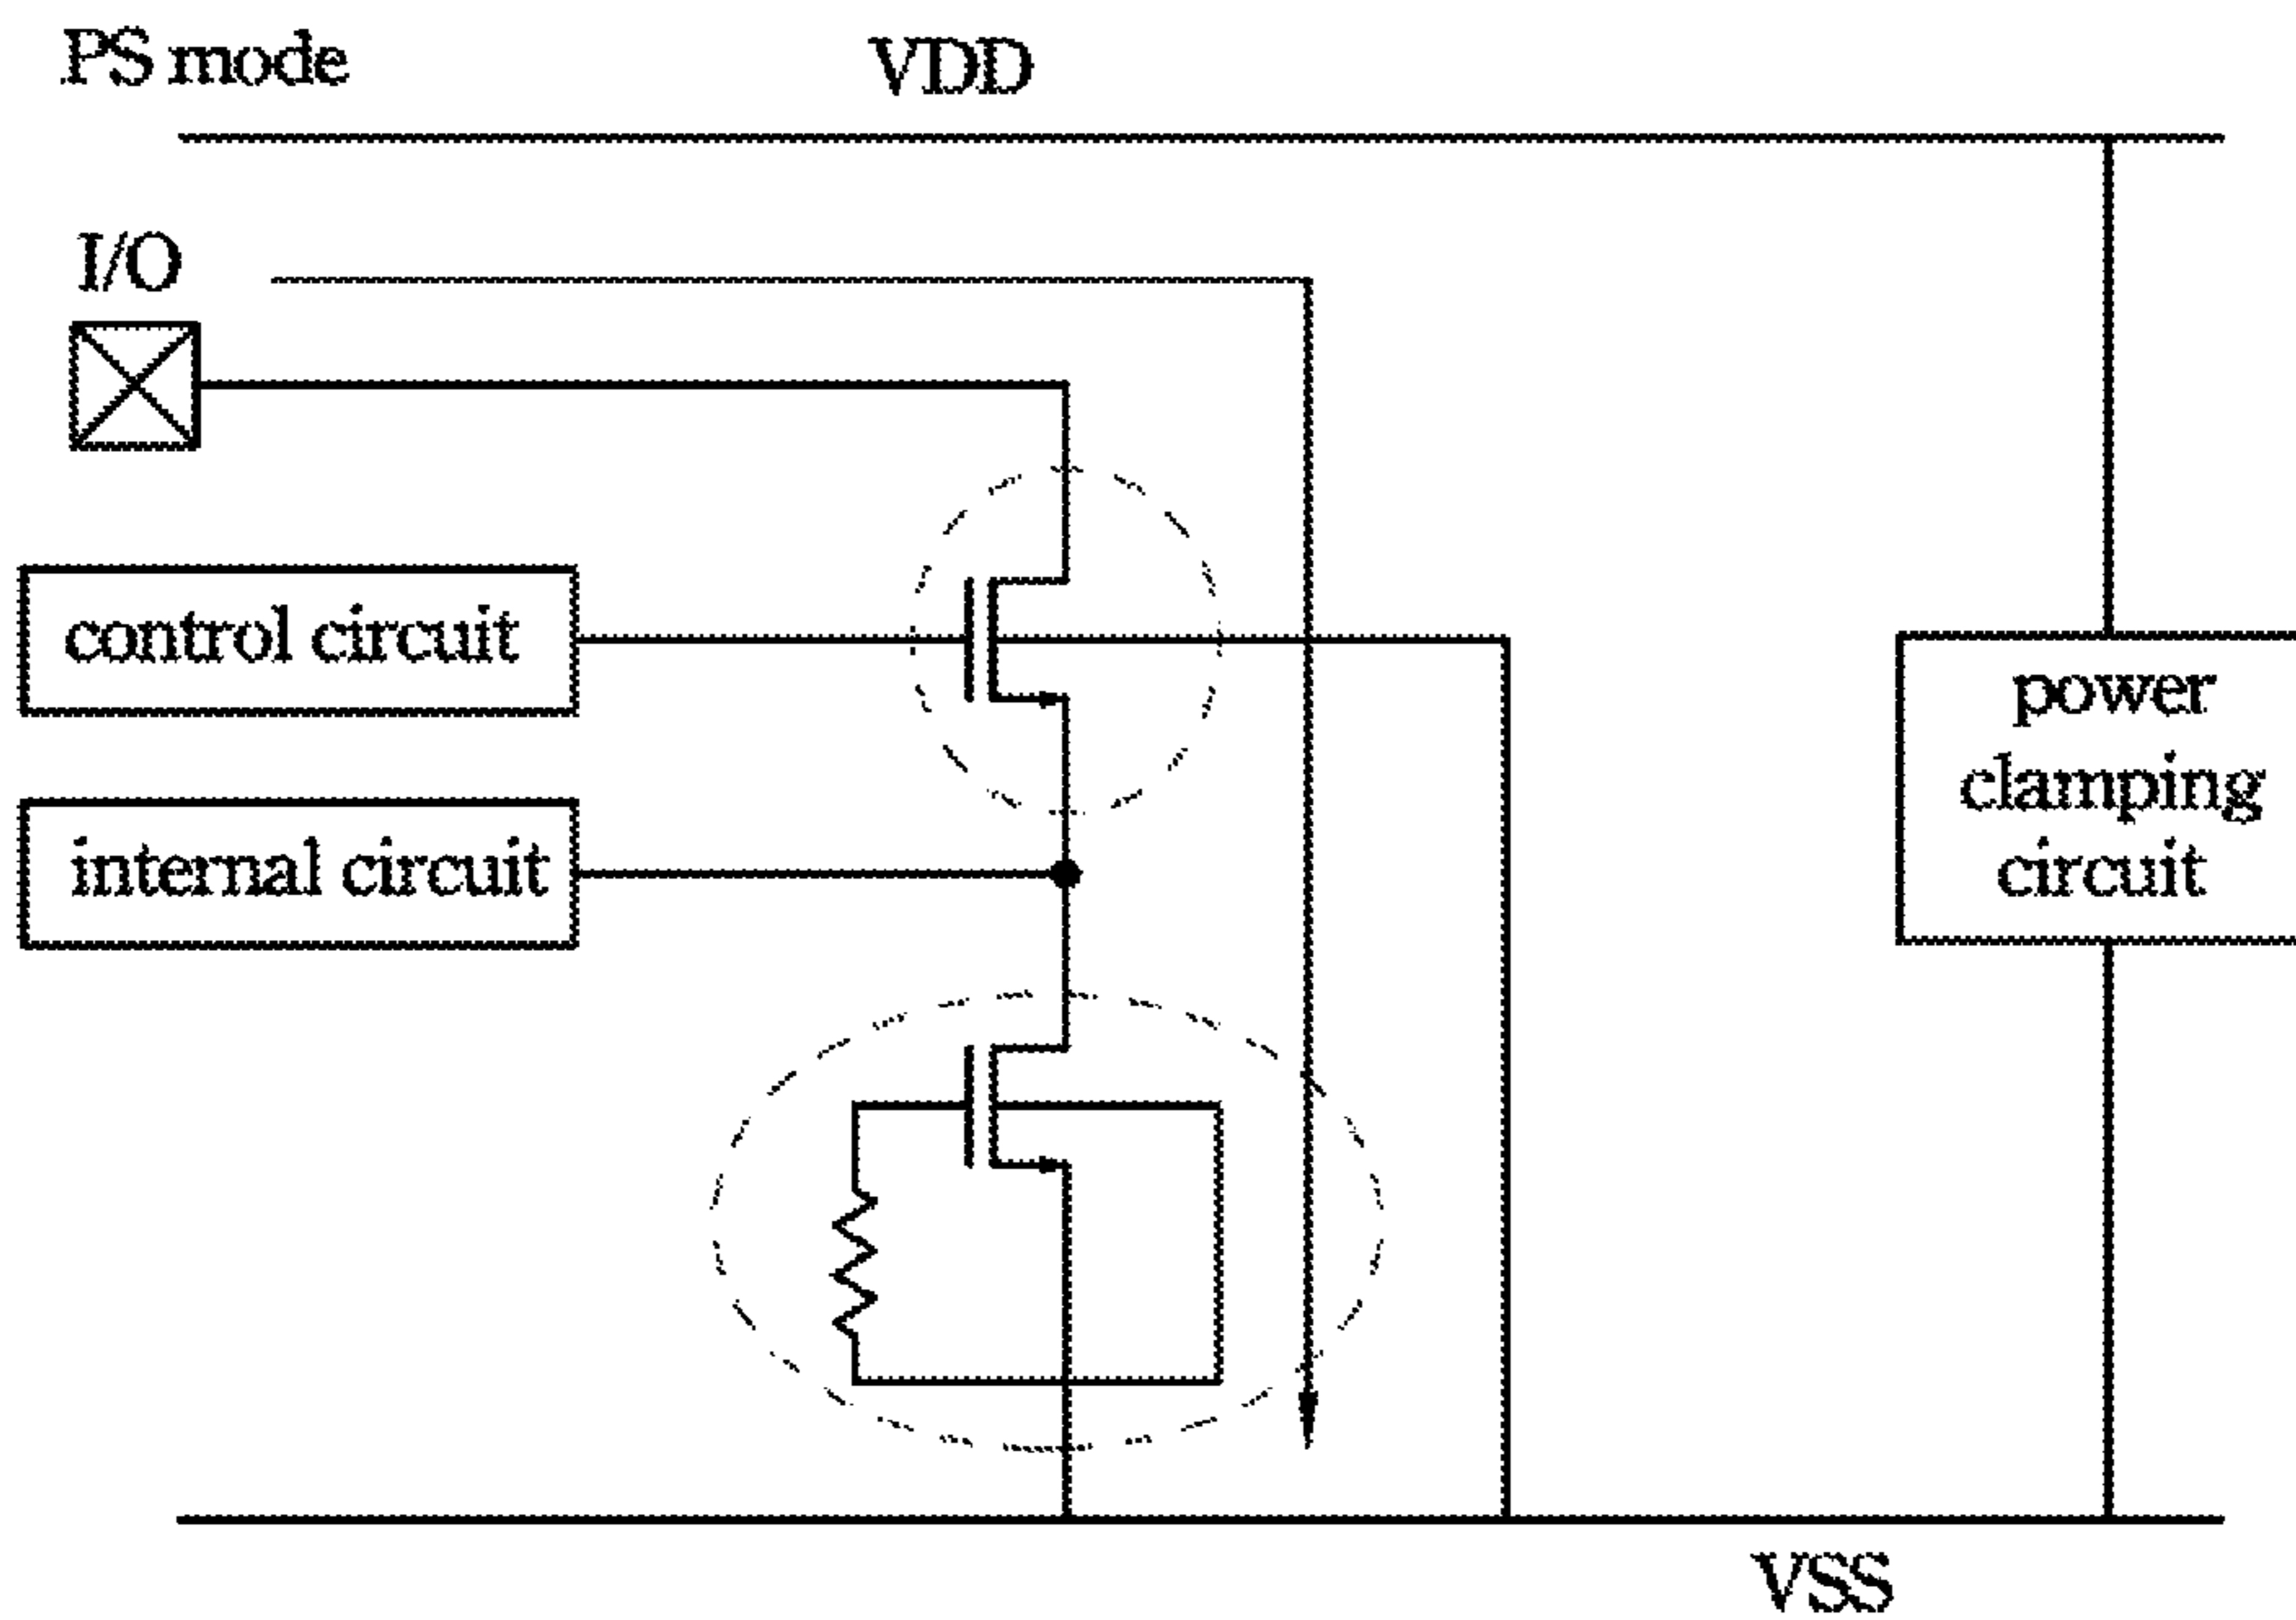 PS mode
VDD
I/O
control circuit
internal circuit
power
clamping
circuit
VSS